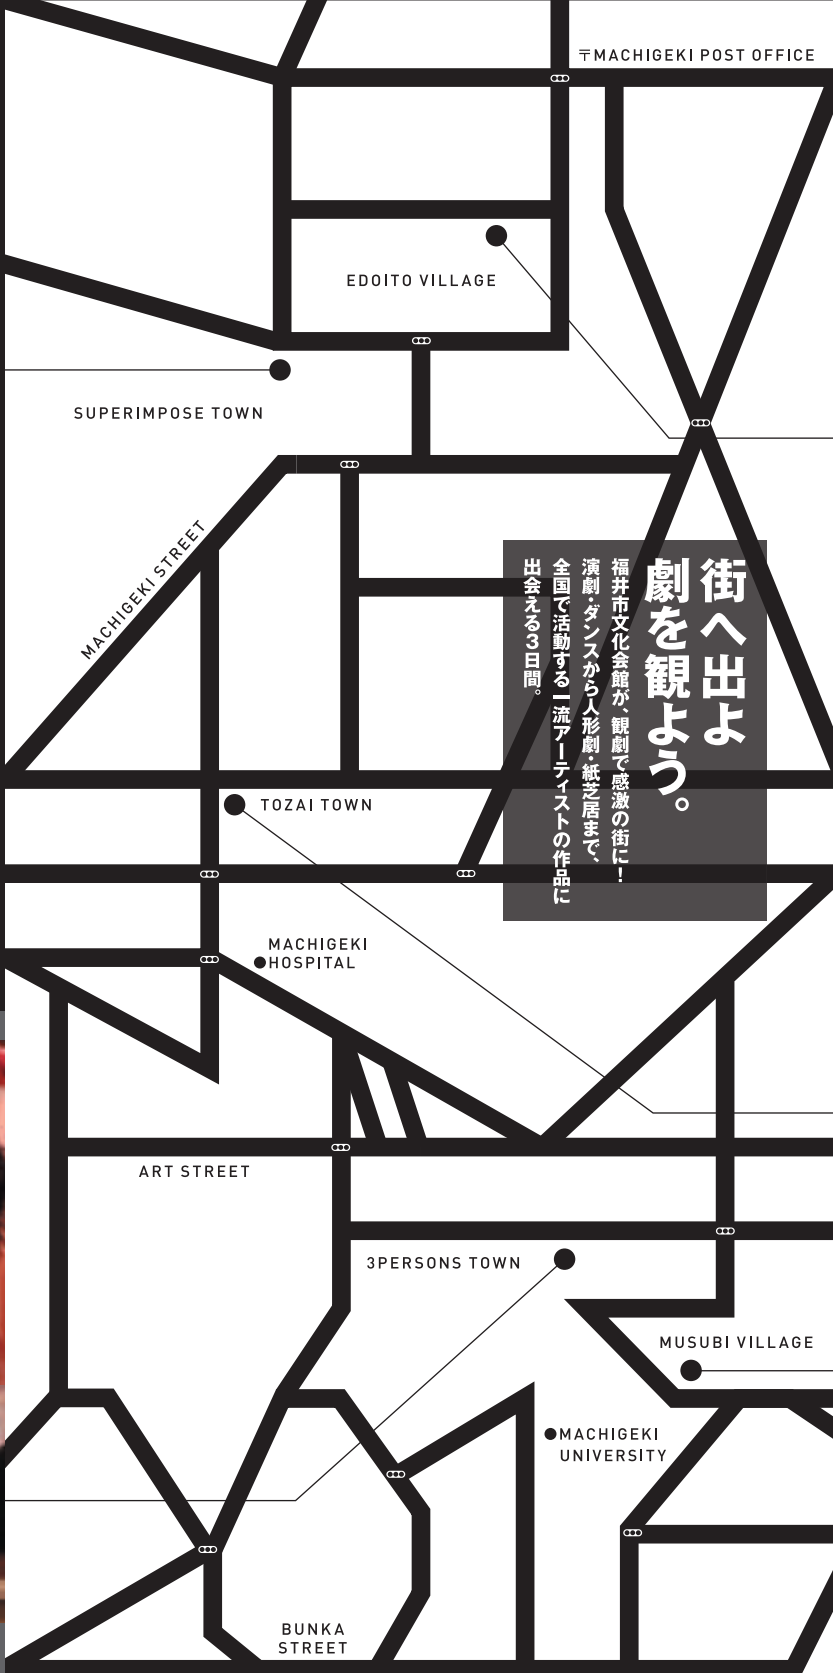 〒MACHIGEKI POST OFFICE
EDOITO VILLAGE
SUPERIMPOSE TOWN
MACHIGEKI STREET
街へ出よ
劇を観よう。
福井市文化会館が、観劇で感激の街に！
演劇・ダンスから人形劇・紙芝居まで、
全国で活動する一流アーティストの作品に
出会える3日間。
TOZAI TOWN
MACHIGEKI
HOSPITAL
ART STREET
3PERSONS TOWN
MUSUBI VILLAGE
MACHIGEKI
UNIVERSITY
BUNKA
STREET